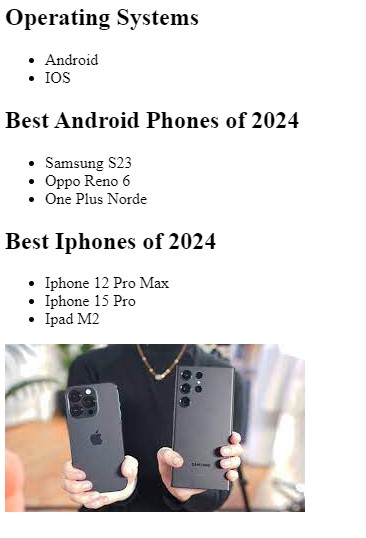 Operating Systems
Android
IOS
Best Android Phones of 2024
Samsung S23
Oppo Reno 6
One Plus Norde
Best Iphones of 2024
Iphone 12 Pro Max
Iphone 15 Pro
Ipad M2
SAMSUNG